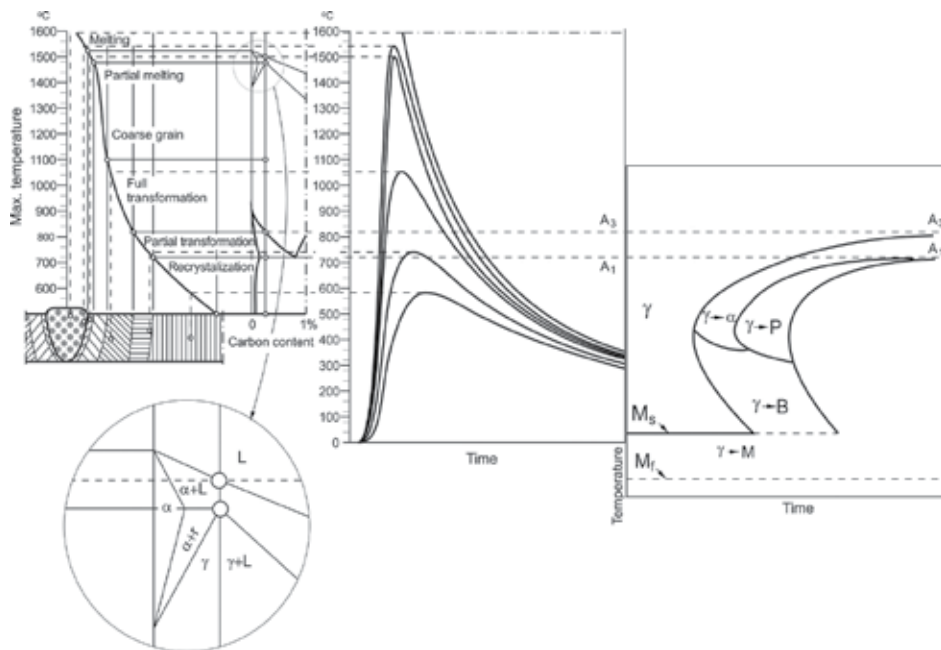 ºC
1600
1500
1400
1300
1200
1100
1000
900
800
700
600
Max. temperature
Melting
Partial melting
Coarse grain
Full
transformation
Partial transformation
Recrystalization
0
1%
Carbon content
ºC
1600
1500
1400
1300
1200
1100
1000
900
800
700
600
500
400
300
200
100
0
Time
A3
A1
A3
γ
γ→α
γ→P
γ→B
Ms
γ→M
Mf
Temperature
Time
L
α+L
α
α+r
γ
γ+L